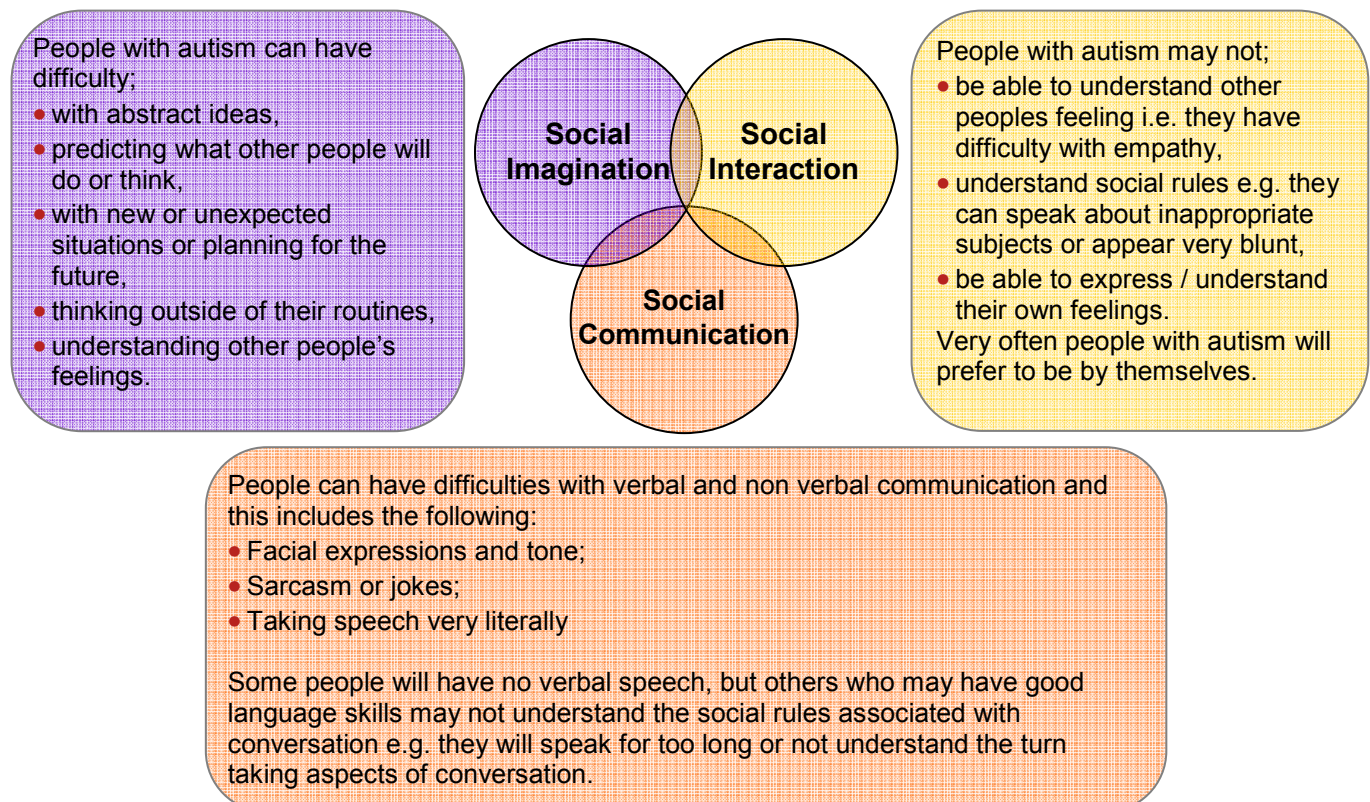 People with autism can have
difficulty;
• with abstract ideas,
• predicting what other people will
do or think,
• with new or unexpected
situations or planning for the
future,
• thinking outside of their routines,
• understanding other people's
feelings.
Social
Imagination
Social
Interaction
Social
Communication
People with autism may not;
• be able to understand other
peoples feeling i.e. they have
difficulty with empathy,
• understand social rules e.g. they
can speak about inappropriate
subjects or appear very blunt,
• be able to express / understand
their own feelings.
Very often people with autism will
prefer to be by themselves.
People can have difficulties with verbal and non verbal communication and
this includes the following:
• Facial expressions and tone;
• Sarcasm or jokes;
• Taking speech very literally
Some people will have no verbal speech, but others who may have good
language skills may not understand the social rules associated with
conversation e.g. they will speak for too long or not understand the turn
taking aspects of conversation.